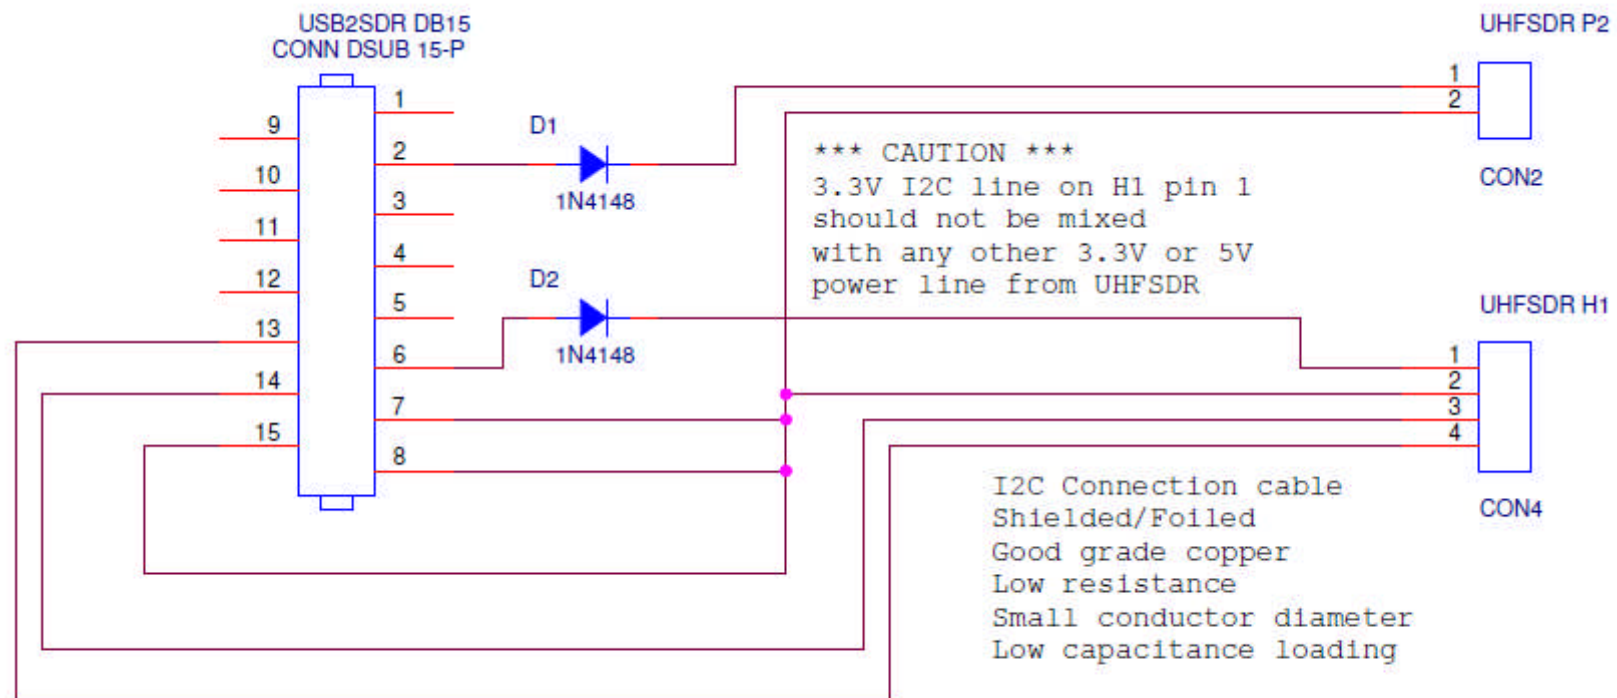 USB2SDR DB15
CONN DSUB 15-P
UHFSDR P2
1
2
CON2
1
2
3
4
5
6
7
8
9
10
11
12
13
14
15
D1
1N4148
D2
1N4148
*** CAUTION ***
3.3V I2C line on H1 pin 1
should not be mixed
with any other 3.3V or 5V
power line from UHFSDR
UHFSDR H1
1
2
3
4
CON4
I2C Connection cable
Shielded/Foiled
Good grade copper
Low resistance
Small conductor diameter
Low capacitance loading